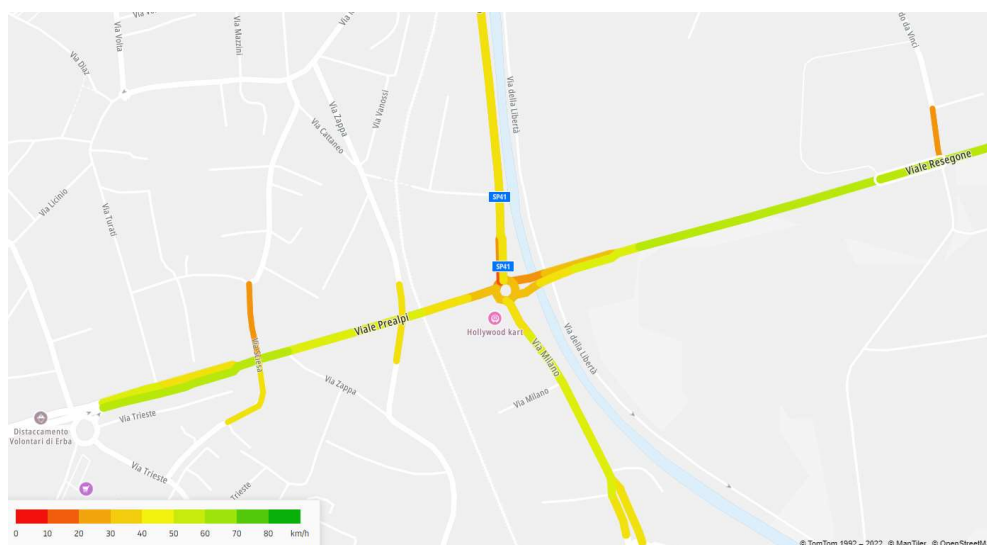 Via Volta
Via Mazzini
Via Diaz
Via Zappa
Via Vanossi
Via Cattaneo
Via della Libertà
do da Vinci
Viale Resegone
Via Licinio
Via Turati
SP41
SP41
Viale Prealpi
Hollywood kart
Via Milano
Via della Libertà
Via Zappa
Via Milano
Via Trieste
Distaccamento
Volontari di Erba
Via Trieste
Trieste
0 10 20 30 40 50 60 70 80 km/h
© TomTom 1992 – 2022, © MapTiler, © OpenStreetM